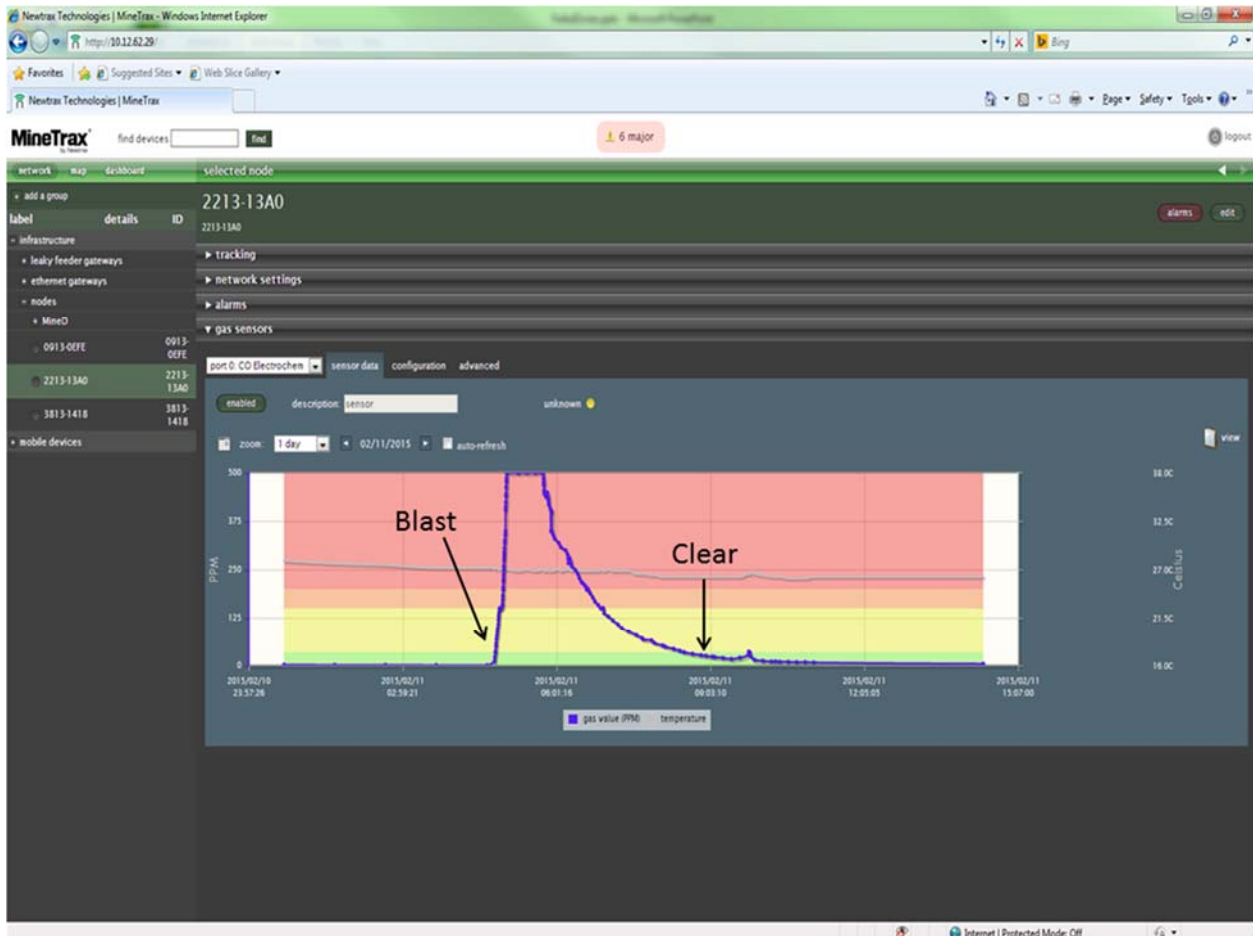 Newtrax Technologies | MineTrax - Windows Internet Explorer
http://10.12.62.29/
Bing
Favorites Suggested Sites Web Slice Gallery
Newtrax Technologies | MineTrax
Page Safety Tools
MineTrax find devices find 6 major logout
by Newtrax
network map dashboard selected node
add a group
2213-13A0
alarms edit
label details ID
2213-13A0
infrastructure
leaky feeder gateways
ethernet gateways
nodes
MineD
0913-0EFE 0913-0EFE
2213-13A0 2213-13A0
3813-1418 3813-1418
mobile devices
tracking
network settings
alarms
gas sensors
port 0: CO Electrochem sensor data configuration advanced
enabled description: sensor unknown
view
zoom: 1 day 02/11/2015 auto-refresh
500
375
250
125
0
PPM
Blast
Clear
38.0C
32.5C
27.0C
21.5C
16.0C
Celsius
2015/02/10 23:57:26
2015/02/11 02:59:21
2015/02/11 06:01:16
2015/02/11 09:03:10
2015/02/11 12:05:05
2015/02/11 15:07:00
gas value (PPM) temperature
Internet | Protected Mode: Off